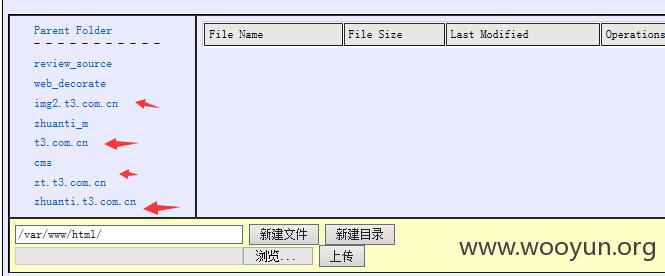 Parent Folder
File Name File Size Last Modified Operations
review_source
web_decorate
img2.t3.com.cn
zhuanti_m
t3.com.cn
cms
zt.t3.com.cn
zhuanti.t3.com.cn
/var/www/html/ 新建文件 新建目录
浏览... 上传
www.wooyun.org